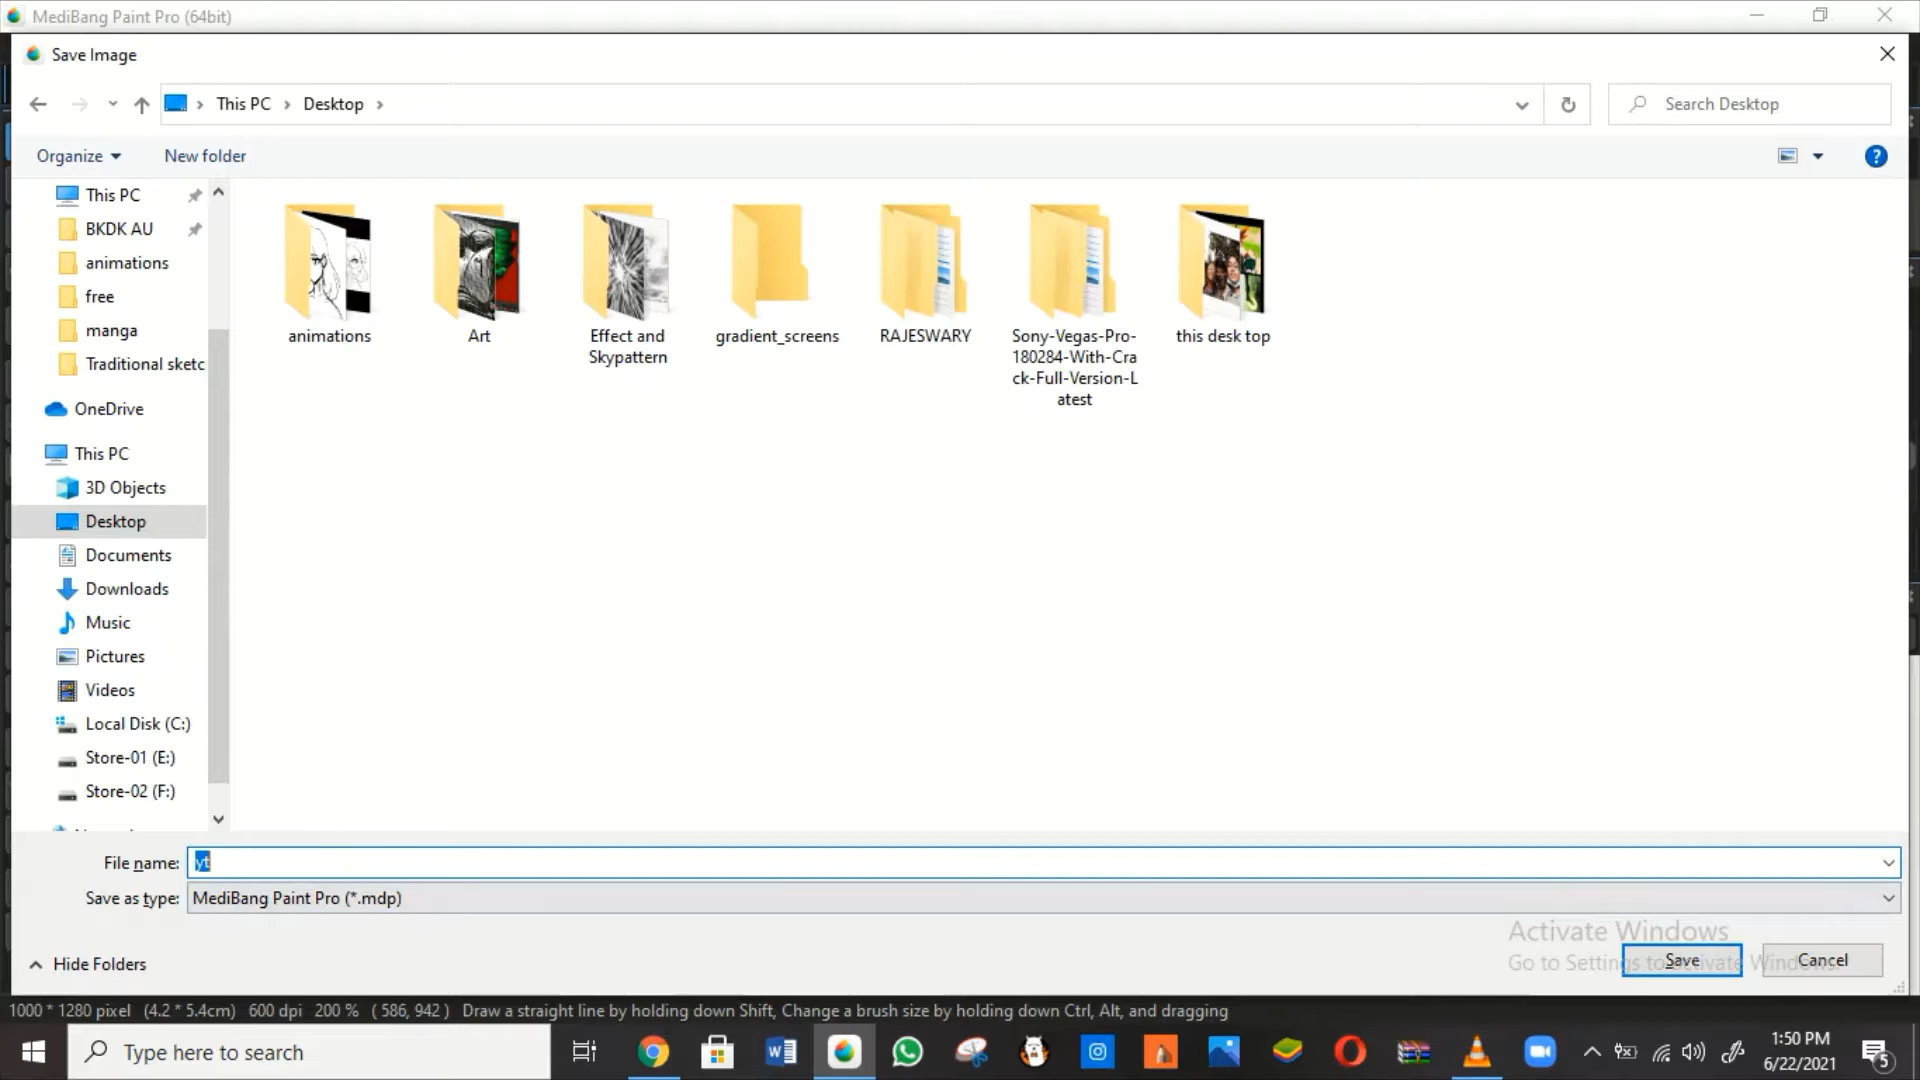 MediBang Paint Pro (64bit)
Save Image
This PC
Desktop
Search Desktop
Organize
New folder
This PC
BKDK AU
animations
free
manga
Traditional sketc
OneDrive
This PC
3D Objects
Desktop
Documents
Downloads
Music
Pictures
Videos
Local Disk (C:)
Store-01 (E:)
Store-02 (F:)
animations
Art
Effect and
Skypattern
gradient_screens
RAJESWARY
Sony-Vegas-Pro-
180284-With-Cra
ck-Full-Version-L
atest
this desk top
File name: yt
Save as type: MediBang Paint Pro (*.mdp)
Activate Windows
Go to Settings to activate Windows.
Save
Cancel
Hide Folders
1000 * 1280 pixel (4.2 * 5.4cm) 600 dpi 200 % ( 586, 942 ) Draw a straight line by holding down Shift, Change a brush size by holding down Ctrl, Alt, and dragging
Type here to search
1:50 PM
6/22/2021
5